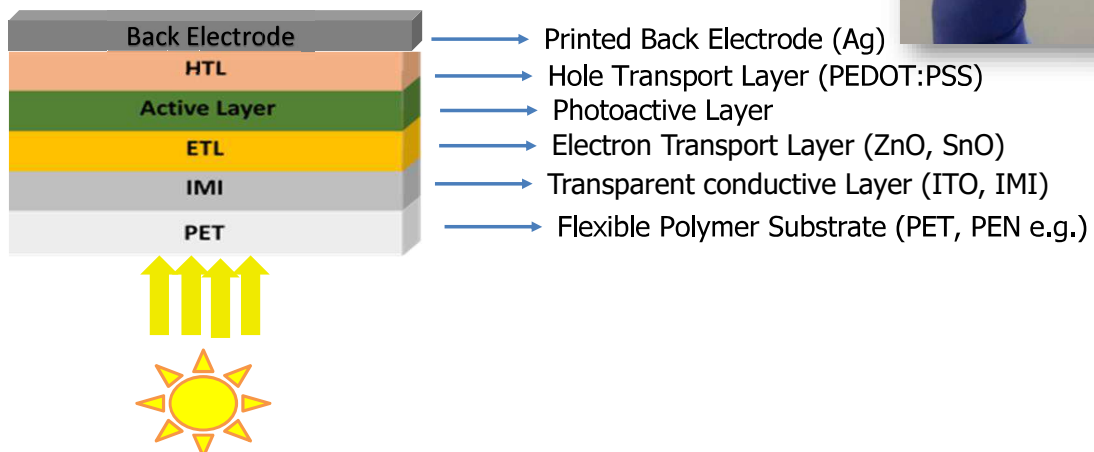 Back Electrode
HTL
Active Layer
ETL
IMI
PET
Printed Back Electrode (Ag)
Hole Transport Layer (PEDOT:PSS)
Photoactive Layer
Electron Transport Layer (ZnO, SnO)
Transparent conductive Layer (ITO, IMI)
Flexible Polymer Substrate (PET, PEN e.g.)